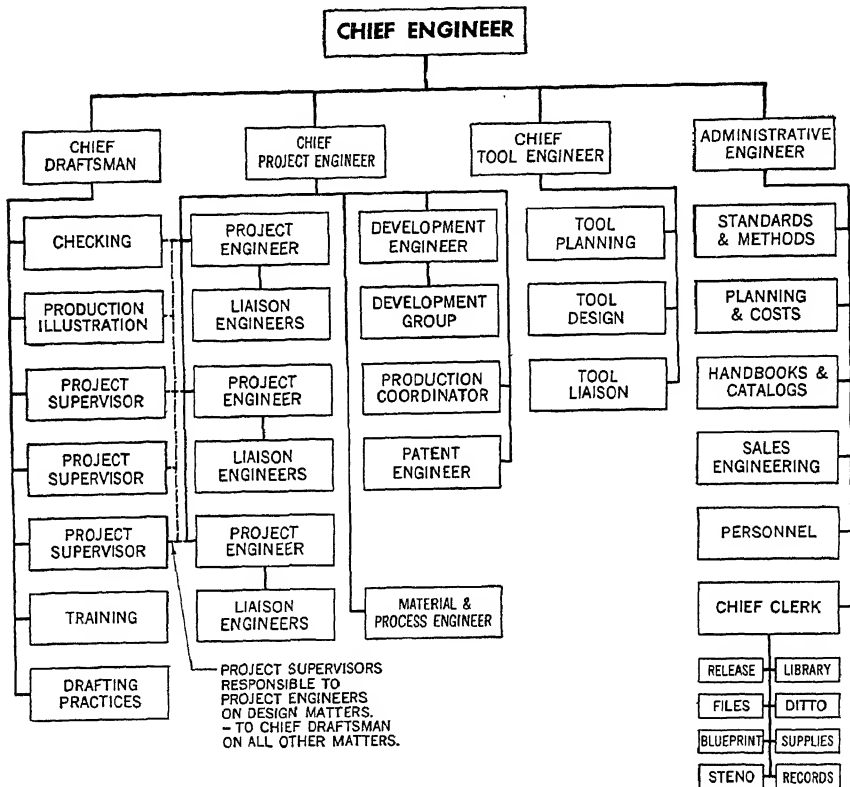 CHIEF ENGINEER
CHIEF
DRAFTSMAN
CHIEF
PROJECT ENGINEER
CHIEF
TOOL ENGINEER
ADMINISTRATIVE
ENGINEER
CHECKING
PRODUCTION
ILLUSTRATION
PROJECT
SUPERVISOR
PROJECT
SUPERVISOR
PROJECT
SUPERVISOR
TRAINING
DRAFTING
PRACTICES
PROJECT
ENGINEER
LIAISON
ENGINEERS
PROJECT
ENGINEER
LIAISON
ENGINEERS
PROJECT
ENGINEER
LIAISON
ENGINEERS
PROJECT SUPERVISORS
RESPONSIBLE TO
PROJECT ENGINEERS
ON DESIGN MATTERS.
– TO CHIEF DRAFTSMAN
ON ALL OTHER MATTERS.
DEVELOPMENT
ENGINEER
DEVELOPMENT
GROUP
PRODUCTION
COORDINATOR
PATENT
ENGINEER
MATERIAL &
PROCESS ENGINEER
TOOL
PLANNING
TOOL
DESIGN
TOOL
LIAISON
STANDARDS
& METHODS
PLANNING
& COSTS
HANDBOOKS &
CATALOGS
SALES
ENGINEERING
PERSONNEL
CHIEF CLERK
RELEASE LIBRARY
FILES DITTO
BLUEPRINT SUPPLIES
STENO RECORDS